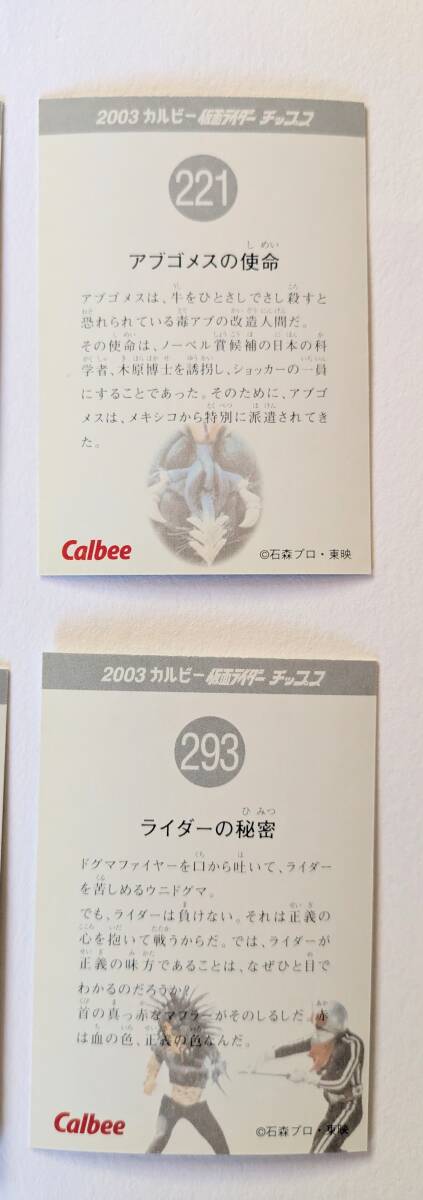 2003 カルビー 仮面ライダー チップス
221
しめい
アブゴメスの使命
アブゴメスは、牛をひとさしでさし殺すと
恐れられている毒アブの改造人間だ。
その使命は、ノーベル賞候補の日本の科
学者、木原博士を誘拐し、ショッカーの一員
にすることであった。そのために、アブゴ
メスは、メキシコから特別に派遣されてき
た。
Calbee
©石森プロ・東映
2003 カルビー 仮面ライダー チップス
293
ひみつ
ライダーの秘密
ドグマファイヤーを口から吐いて、ライダー
を苦しめるウニドグマ。
でも、ライダーは負けない。それは正義の
心を抱いて戦うからだ。では、ライダーが
正義の味方であることは、なぜひと目で
わかるのだろうか!
首の真っ赤なマフラーがそのしるしだ。赤
は血の色、正義の色なんだ。
Calbee
©石森プロ・東映